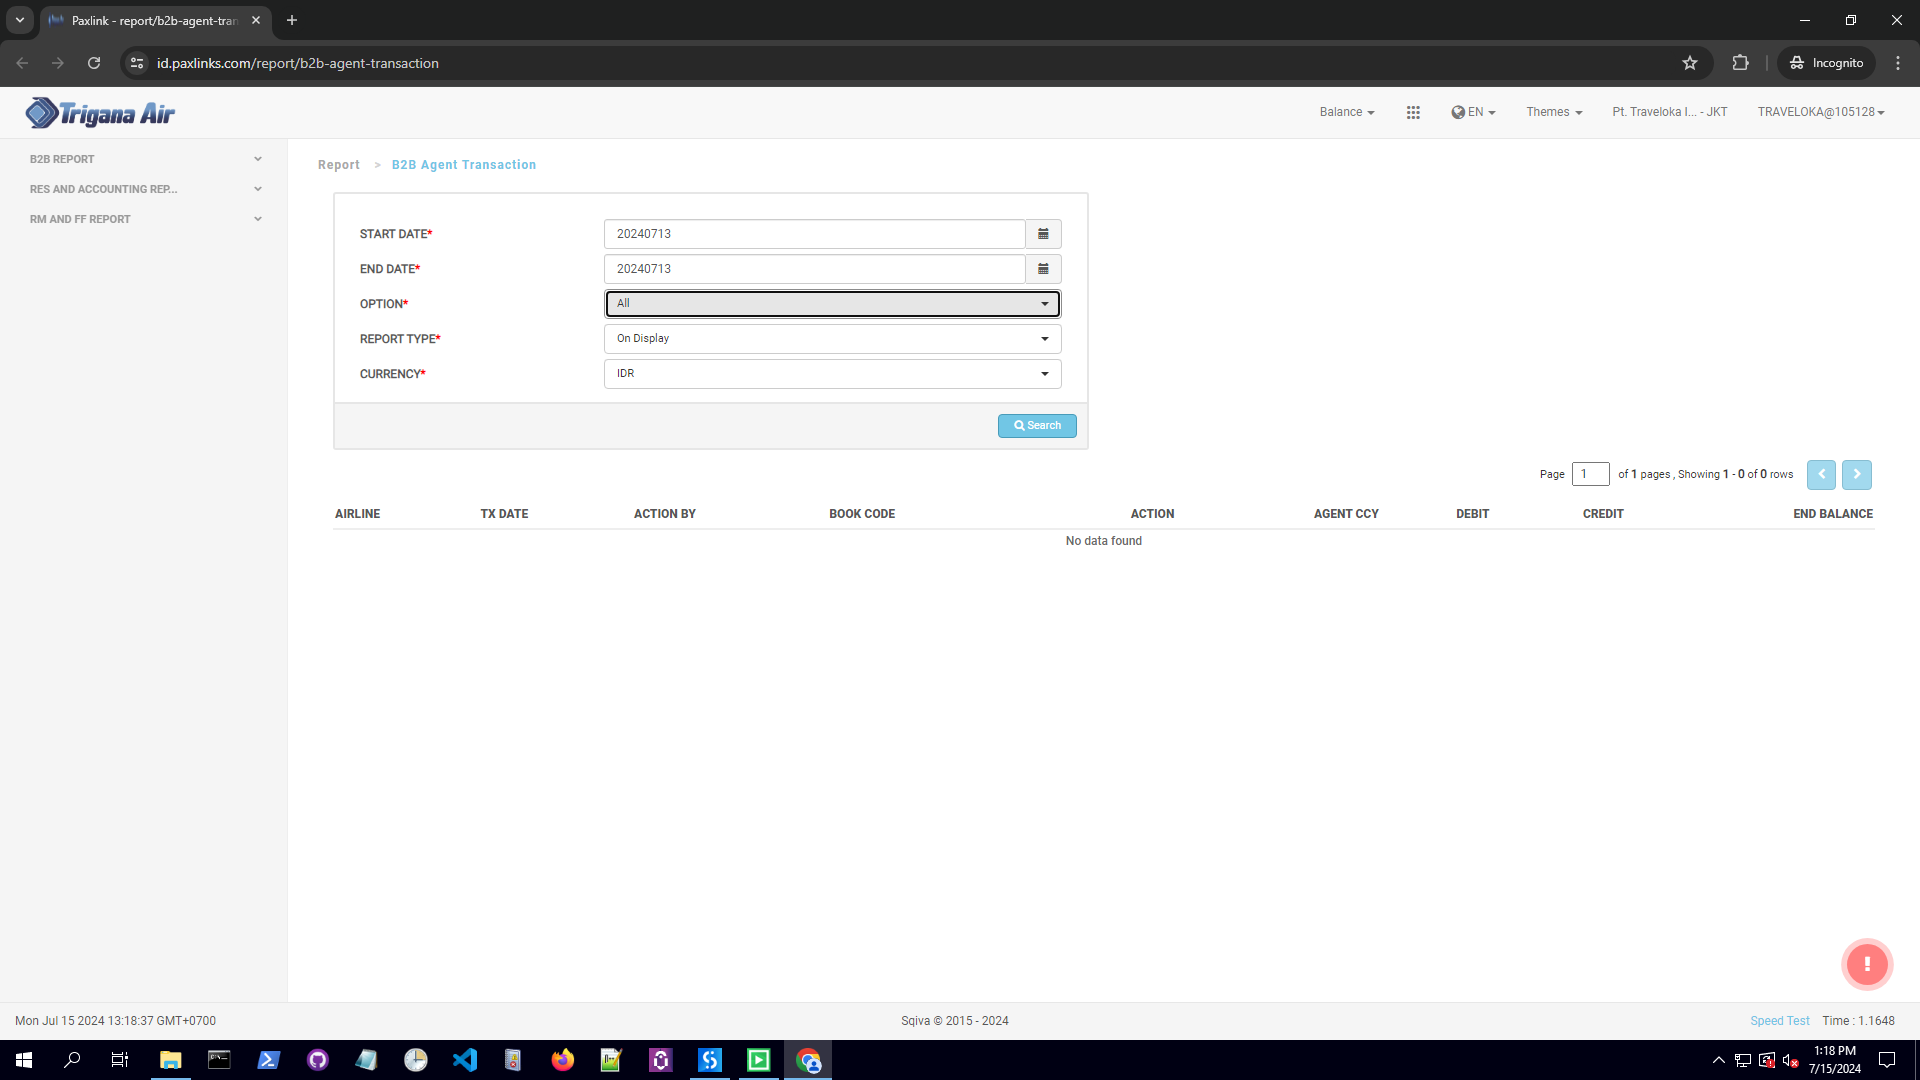 Paxlink - report/b2b-agent-tran
id.paxlinks.com/report/b2b-agent-transaction
Incognito
Trigana Air
Balance
EN
Themes
Pt. Traveloka I... - JKT
TRAVELOKA@105128
B2B REPORT
RES AND ACCOUNTING REP...
RM AND FF REPORT
Report > B2B Agent Transaction
START DATE* 20240713
END DATE* 20240713
OPTION* All
REPORT TYPE* On Display
CURRENCY* IDR
Search
Page 1 of 1 pages , Showing 1 - 0 of 0 rows
AIRLINE TX DATE ACTION BY BOOK CODE ACTION AGENT CCY DEBIT CREDIT END BALANCE
No data found
Mon Jul 15 2024 13:18:37 GMT+0700
Sqiva © 2015 - 2024
Speed Test Time : 1.1648
1:18 PM
7/15/2024